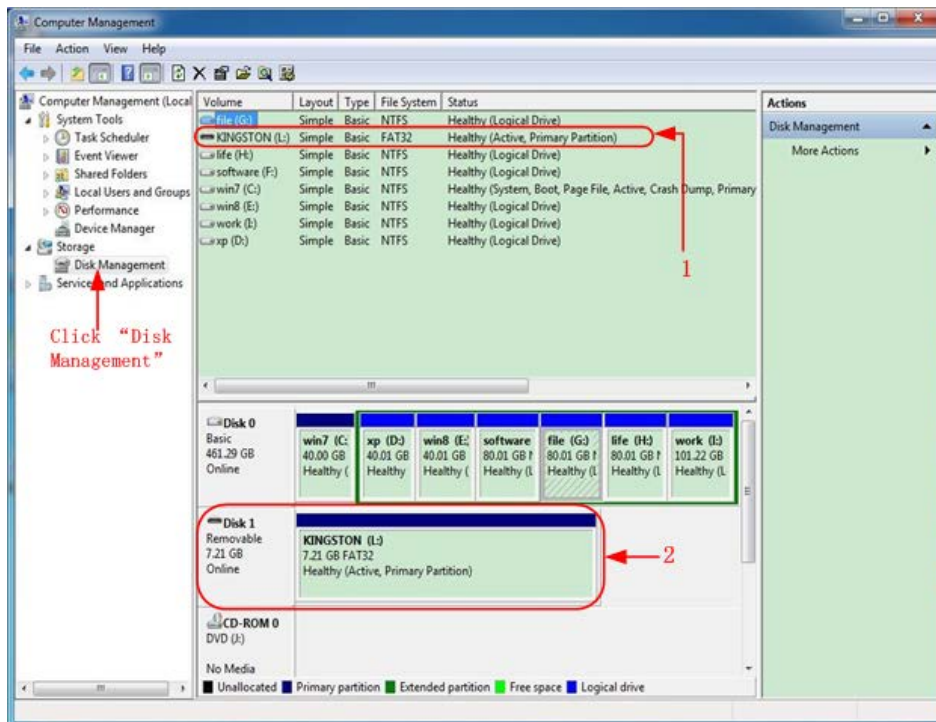 Computer Management
File Action View Help
Computer Management (Local
System Tools
Task Scheduler
Event Viewer
Shared Folders
Local Users and Groups
Performance
Device Manager
Storage
Disk Management
Services and Applications
Click “Disk
Management”
Volume Layout Type File System Status
file (G:) Simple Basic NTFS Healthy (Logical Drive)
KINGSTON (L:) Simple Basic FAT32 Healthy (Active, Primary Partition)
life (H:) Simple Basic NTFS Healthy (Logical Drive)
software (F:) Simple Basic NTFS Healthy (Logical Drive)
win7 (C:) Simple Basic NTFS Healthy (System, Boot, Page File, Active, Crash Dump, Primary
win8 (E:) Simple Basic NTFS Healthy (Logical Drive)
work (I:) Simple Basic NTFS Healthy (Logical Drive)
xp (D:) Simple Basic NTFS Healthy (Logical Drive)
1
Actions
Disk Management
More Actions
Disk 0
Basic
461.29 GB
Online
win7 (C: xp (D:) win8 (E: software file (G:) life (H:) work (I:)
40.00 GB 40.01 GB 40.01 GB 80.01 GB 80.01 GB 80.01 GB 101.22 GB
Healthy ( Healthy Healthy ( Healthy (L Healthy (L Healthy (L Healthy (L
Disk 1
Removable
7.21 GB
Online
KINGSTON (L:)
7.21 GB FAT32
Healthy (Active, Primary Partition)
2
CD-ROM 0
DVD (J:)
No Media
Unallocated Primary partition Extended partition Free space Logical drive